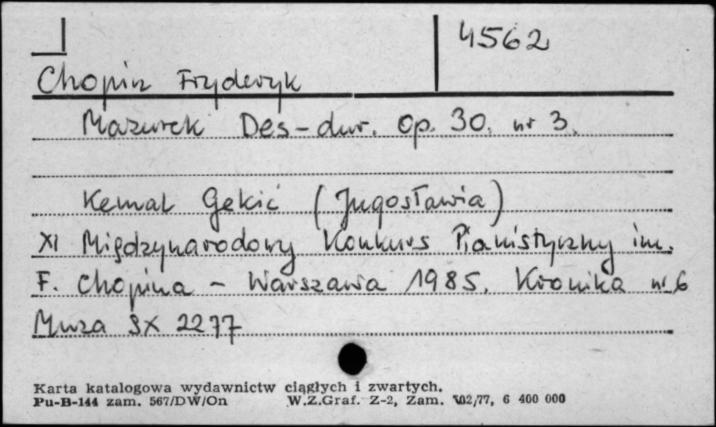 4562
Chopin Fryderyk
Mazurek Des-dur. Op. 30. nr 3.
Kemal Gekić (Jugosławia)
XI Międzynarodowy Konkurs Pianistyczny im.
F. Chopina - Warszawa 1985. Kronika nr 6
Muza SX 2277
Karta katalogowa wydawnictw ciągłych i zwartych.
Pu-B-144 zam. 567/DW/On W.Z.Graf. Z-2, Zam. 702/77, 6 400 000